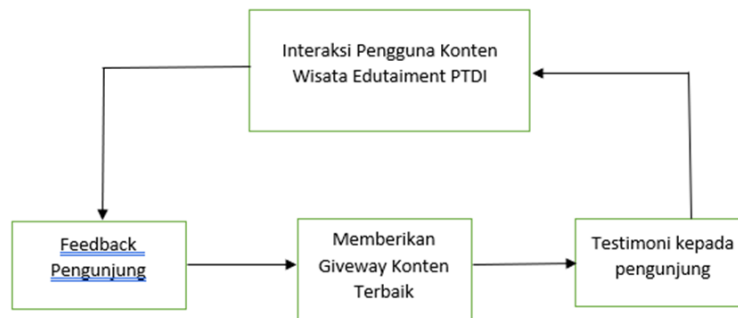 Interaksi Pengguna Konten
Wisata Edutaiment PTDI
Feedback
Pengunjung
Memberikan
Giveway Konten
Terbaik
Testimoni kepada
pengunjung